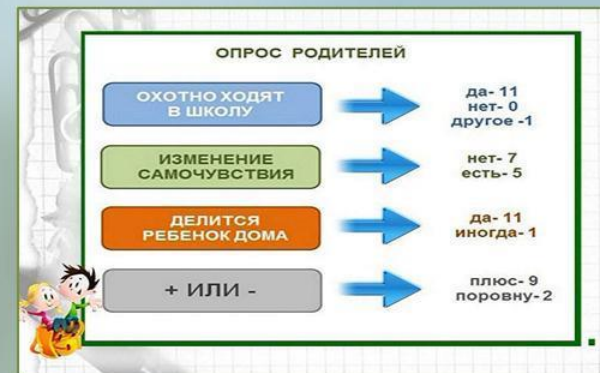 ОПРОС РОДИТЕЛЕЙ
ОХОТНО ХОДЯТ
В ШКОЛУ
да- 11
нет- 0
другое -1
ИЗМЕНЕНИЕ
САМОЧУВСТВИЯ
нет- 7
есть- 5
ДЕЛИТСЯ
РЕБЕНОК ДОМА
да- 11
иногда- 1
+ ИЛИ -
плюс- 9
поровну- 2
.